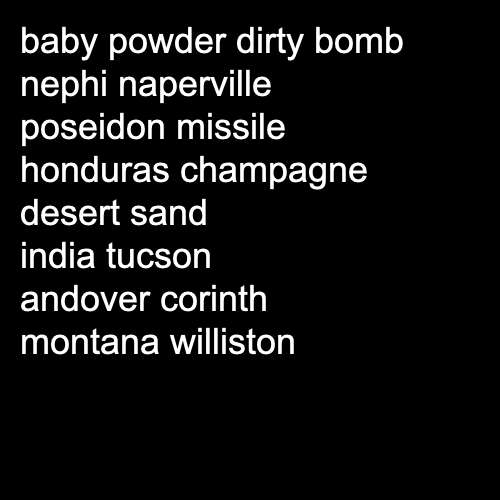 baby powder dirty bomb
nephi naperville
poseidon missile
honduras champagne
desert sand
india tucson
andover corinth
montana williston